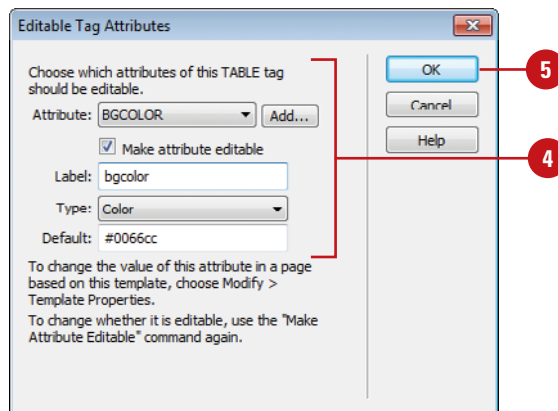 Editable Tag Attributes
Choose which attributes of this TABLE tag
should be editable.
Attribute: BGCOLOR Add...
Make attribute editable
Label: bgcolor
Type: Color
Default: #0066cc
To change the value of this attribute in a page
based on this template, choose Modify >
Template Properties.
To change whether it is editable, use the "Make
Attribute Editable" command again.
OK
Cancel
Help
5
4